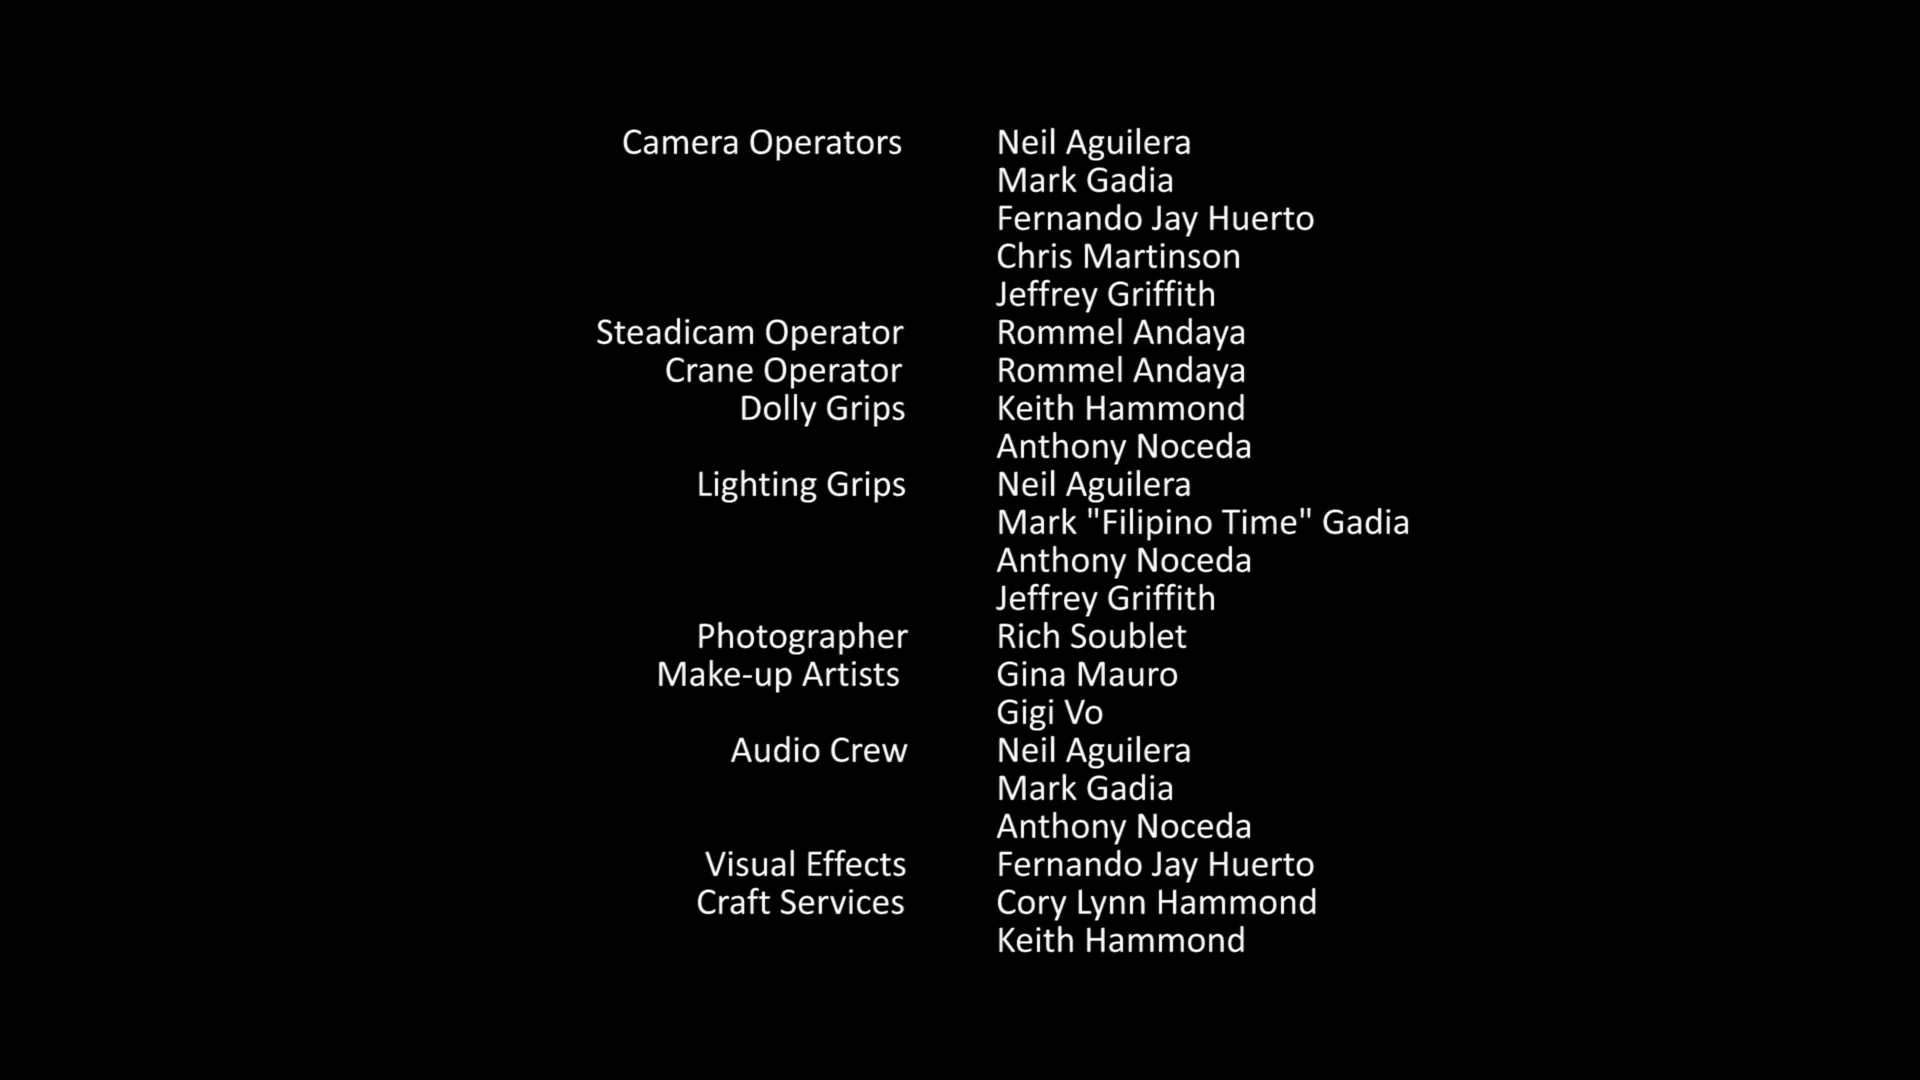 Camera Operators Neil Aguilera
Mark Gadia
Fernando Jay Huerto
Chris Martinson
Jeffrey Griffith
Steadicam Operator Rommel Andaya
Crane Operator Rommel Andaya
Dolly Grips Keith Hammond
Anthony Noceda
Lighting Grips Neil Aguilera
Mark "Filipino Time" Gadia
Anthony Noceda
Jeffrey Griffith
Photographer Rich Soublet
Make-up Artists Gina Mauro
Gigi Vo
Audio Crew Neil Aguilera
Mark Gadia
Anthony Noceda
Visual Effects Fernando Jay Huerto
Craft Services Cory Lynn Hammond
Keith Hammond